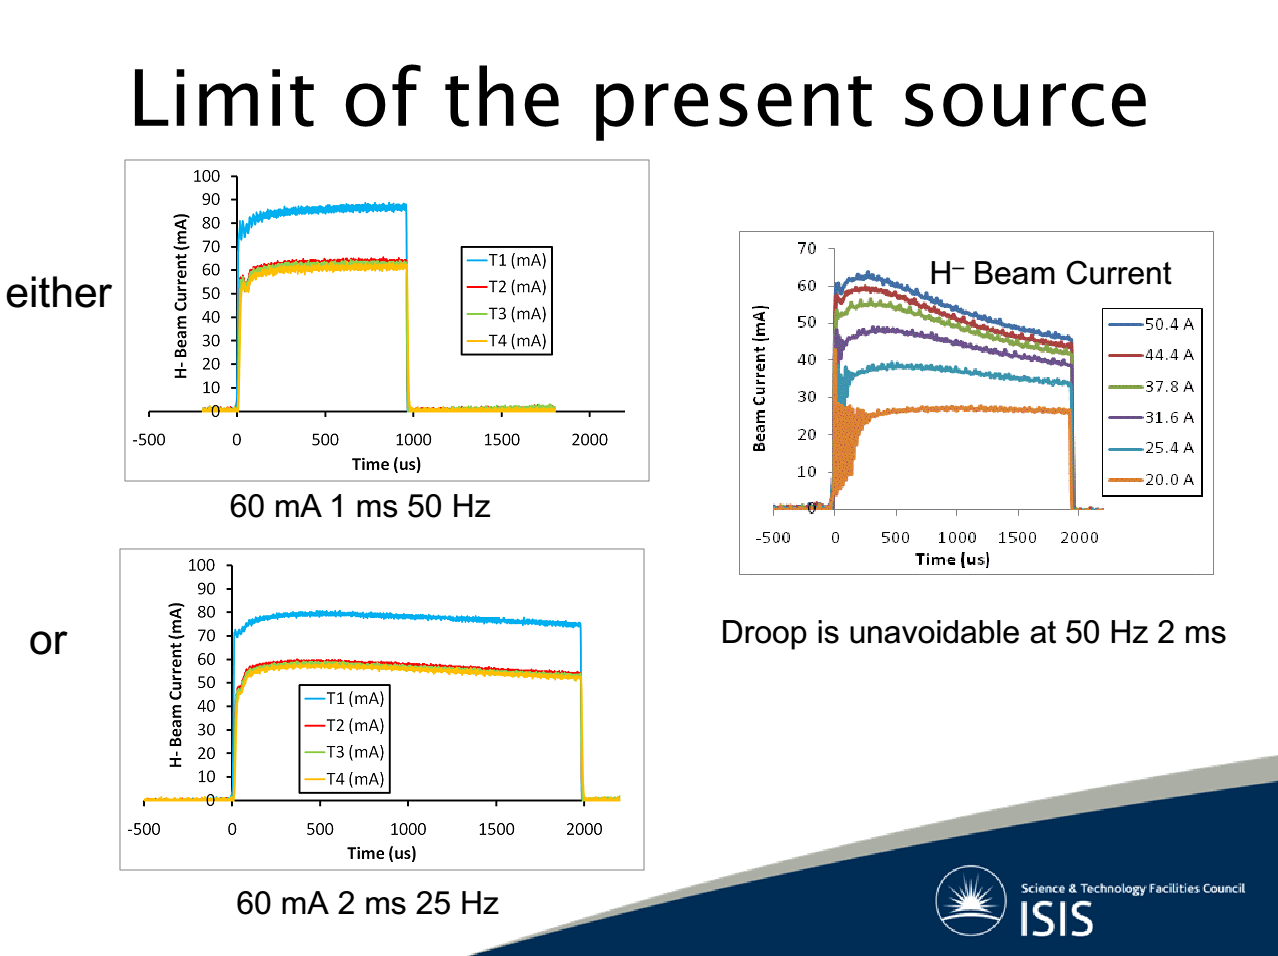 Limit of the present source
either
100
90
80
70
60
50
40
30
20
10
0
H- Beam Current (mA)
T1 (mA)
T2 (mA)
T3 (mA)
T4 (mA)
-500 0 500 1000 1500 2000
Time (us)
60 mA 1 ms 50 Hz
or
100
90
80
70
60
50
40
30
20
10
0
H- Beam Current (mA)
T1 (mA)
T2 (mA)
T3 (mA)
T4 (mA)
-500 0 500 1000 1500 2000
Time (us)
60 mA 2 ms 25 Hz
H– Beam Current
70
60
50
40
30
20
10
0
Beam Current (mA)
50.4 A
44.4 A
37.8 A
31.6 A
25.4 A
20.0 A
-500 0 500 1000 1500 2000
Time (us)
Droop is unavoidable at 50 Hz 2 ms
Science & Technology Facilities Council
ISIS